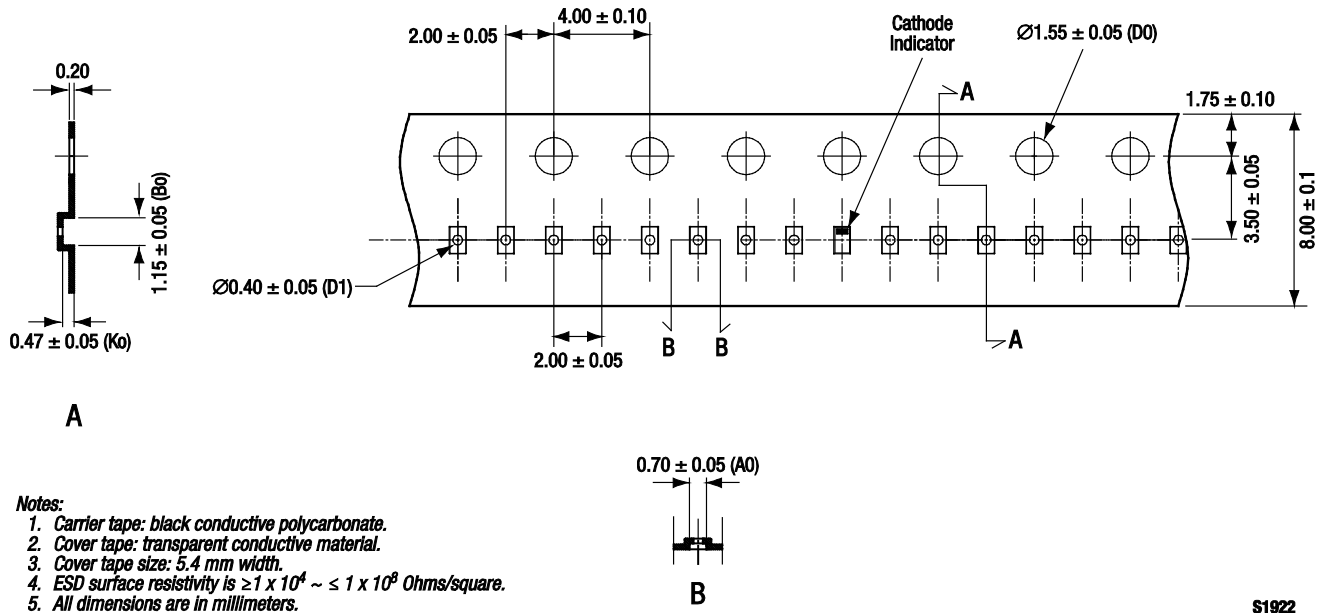 4.00 ± 0.10
2.00 ± 0.05
Cathode
Indicator
Ø1.55 ± 0.05 (D0)
0.20
A
1.75 ± 0.10
1.15 ± 0.05 (Bo)
3.50 ± 0.05
8.00 ± 0.1
Ø0.40 ± 0.05 (D1)
0.47 ± 0.05 (Ko)
B
B
A
2.00 ± 0.05
A
0.70 ± 0.05 (A0)
B
Notes:
1. Carrier tape: black conductive polycarbonate.
2. Cover tape: transparent conductive material.
3. Cover tape size: 5.4 mm width.
4. ESD surface resistivity is ≥1 x 10⁴ ~ ≤ 1 x 10⁸ Ohms/square.
5. All dimensions are in millimeters.
S1922